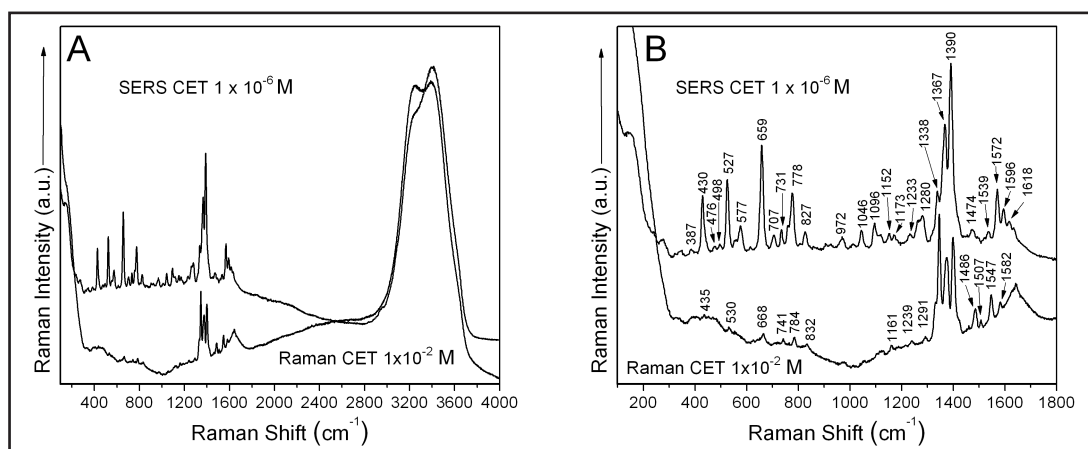 A
SERS CET 1 x 10⁻⁶ M
Raman CET 1x10⁻² M
Raman Intensity (a.u.)
400 800 1200 1600 2000 2400 2800 3200 3600 4000
Raman Shift (cm⁻¹)
B
SERS CET 1 x 10⁻⁶ M
387 430 476 498 527 577 659 707 731 778 827 972 1046 1096 1152 1173 1233 1280 1338 1367 1390 1474 1539 1572 1596 1618
435 530 668 741 784 832 1161 1239 1291 1486 1507 1547 1582
Raman CET 1x10⁻² M
Raman Intensity (a.u.)
200 400 600 800 1000 1200 1400 1600 1800
Raman Shift (cm⁻¹)